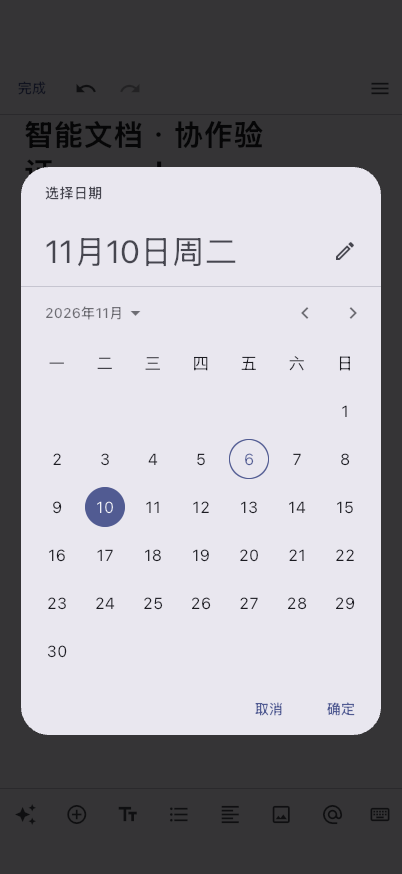 完成
智能文档 · 协作验
选择日期
11月10日周二
2026年11月
一 二 三 四 五 六 日
1
2 3 4 5 6 7 8
9 10 11 12 13 14 15
16 17 18 19 20 21 22
23 24 25 26 27 28 29
30
取消 确定
Tт